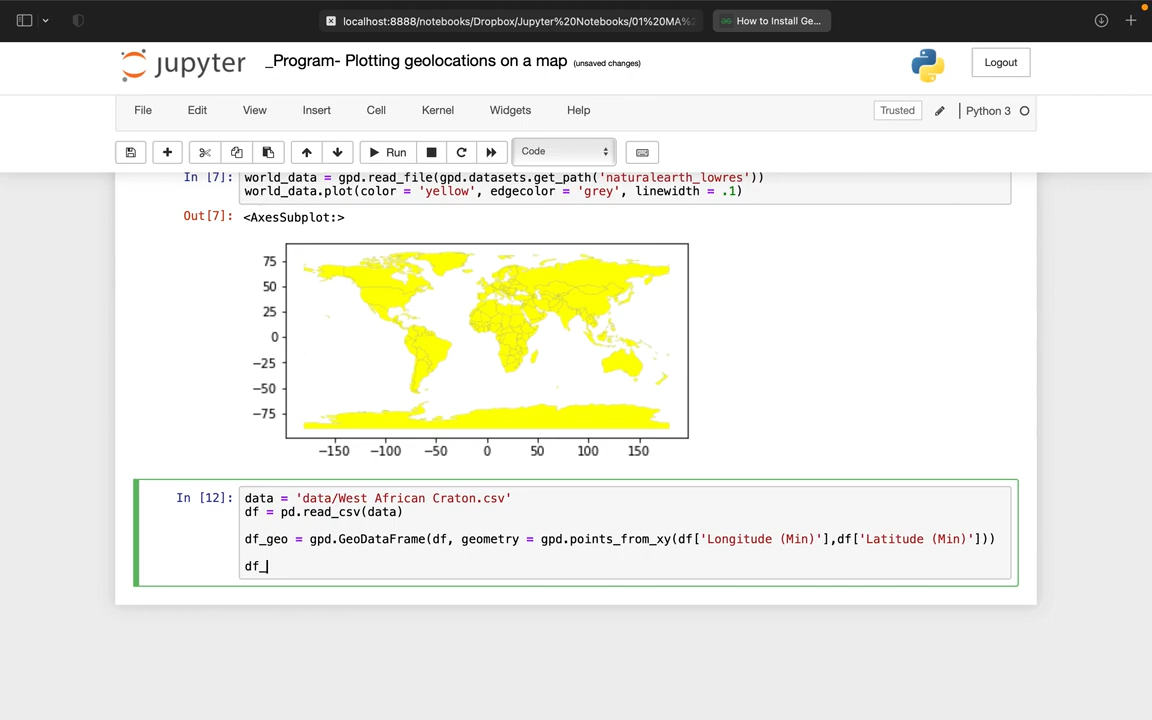 localhost:8888/notebooks/Dropbox/Jupyter%20Notebooks/01%20MA%2
How to Install Ge...
jupyter _Program- Plotting geolocations on a map (unsaved changes)
Logout
File Edit View Insert Cell Kernel Widgets Help Trusted Python 3
Run Code
In [7]: world_data = gpd.read_file(gpd.datasets.get_path('naturalearth_lowres'))
world_data.plot(color = 'yellow', edgecolor = 'grey', linewidth = .1)
Out[7]: <AxesSubplot:>
75
50
25
0
−25
−50
−75
−150 −100 −50 0 50 100 150
In [12]: data = 'data/West African Craton.csv'
df = pd.read_csv(data)
df_geo = gpd.GeoDataFrame(df, geometry = gpd.points_from_xy(df['Longitude (Min)'],df['Latitude (Min)']))
df_